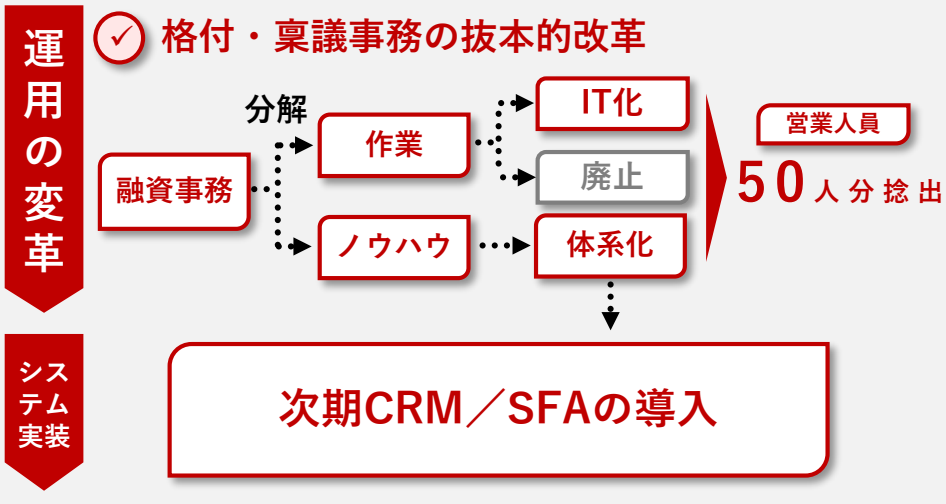 運用の変革
格付・稟議事務の抜本的改革
分解
融資事務
作業
ノウハウ
IT化
廃止
体系化
営業人員
50人分捻出
システム実装
次期CRM／SFAの導入